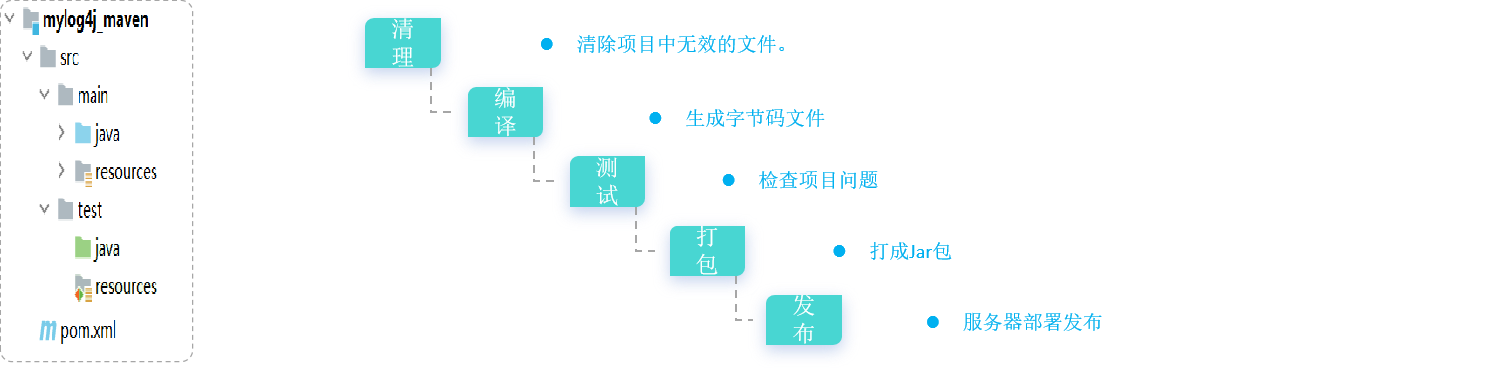 mylog4j_maven
src
main
java
resources
test
java
resources
pom.xml
清
理
清除项目中无效的文件。
编
译
生成字节码文件
测
试
检查项目问题
打
包
打成Jar包
发
布
服务器部署发布